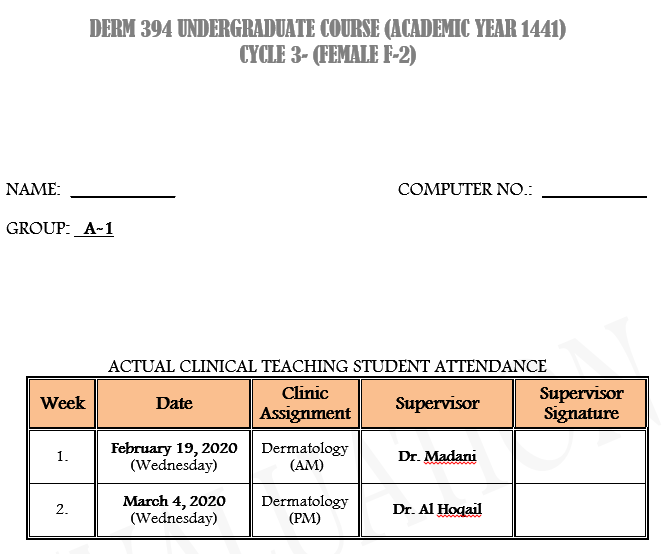 DERM 394 UNDERGRADUATE COURSE (ACADEMIC YEAR 1441)
CYCLE 3- (FEMALE F-2)
NAME: ____________ COMPUTER NO.: ____________
GROUP: A-1
ACTUAL CLINICAL TEACHING STUDENT ATTENDANCE
Week Date Clinic Assignment Supervisor Supervisor Signature
1. February 19, 2020 (Wednesday) Dermatology (AM) Dr. Madani
2. March 4, 2020 (Wednesday) Dermatology (PM) Dr. Al Hoqail